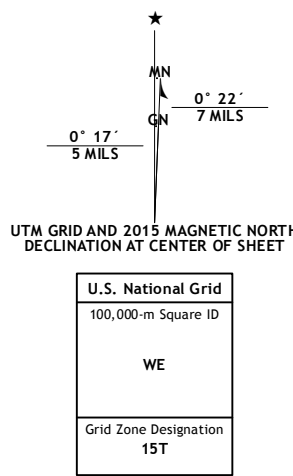 ★
MN
0° 22´
7 MILS
GN
0° 17´
5 MILS
UTM GRID AND 2015 MAGNETIC NORTH
DECLINATION AT CENTER OF SHEET
U.S. National Grid
100,000-m Square ID
WE
Grid Zone Designation
15T